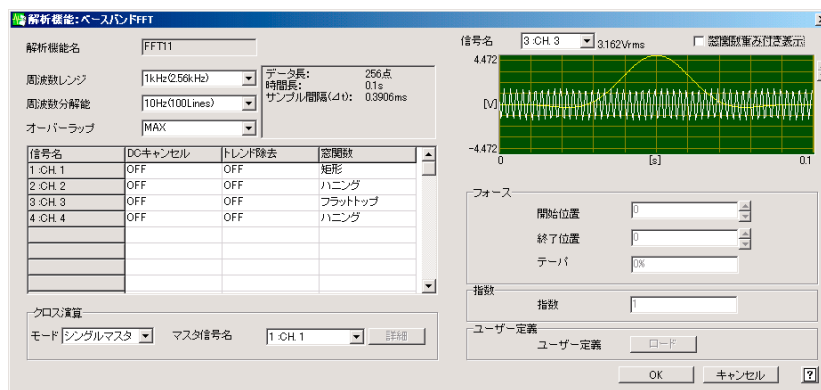 解析機能:ベースバンドFFT
解析機能名 FFT11
周波数レンジ 1kHz(2.56kHz)
周波数分解能 10Hz(100Lines)
オーバーラップ MAX
データ長: 256点
時間長: 0.1s
サンプル間隔(⊿t): 0.3906ms
信号名 DCキャンセル トレンド除去 窓関数
1 :CH. 1 OFF OFF 矩形
2 :CH. 2 OFF OFF ハニング
3 :CH. 3 OFF OFF フラットトップ
4 :CH. 4 OFF OFF ハニング
クロス演算
モード シングルマスタ マスタ信号名 1 :CH. 1 詳細
信号名 3 :CH. 3 3.162Vrms 窓関数重み付き表示
4.472
[V]
-4.472
0 [s] 0.1
フォース
開始位置 0
終了位置 0
テーパ 0%
指数
指数 1
ユーザー定義
ユーザー定義 ロード
OK キャンセル ?